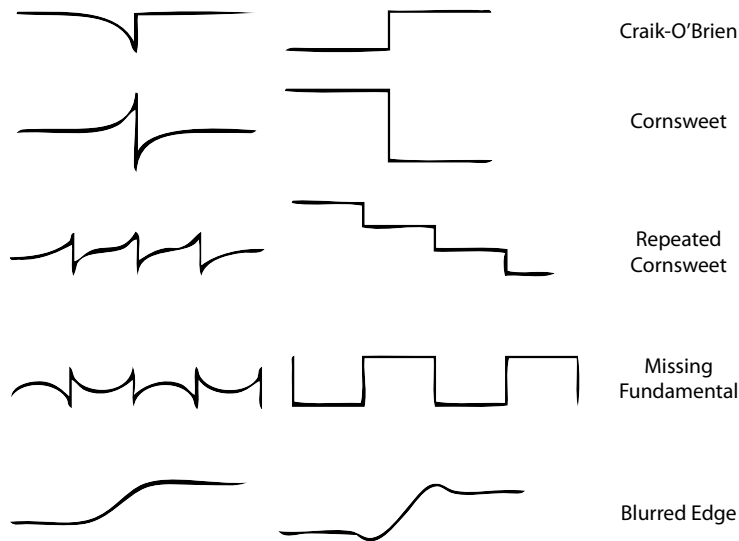 Craik-O'Brien
Cornsweet
Repeated
Cornsweet
Missing
Fundamental
Blurred Edge